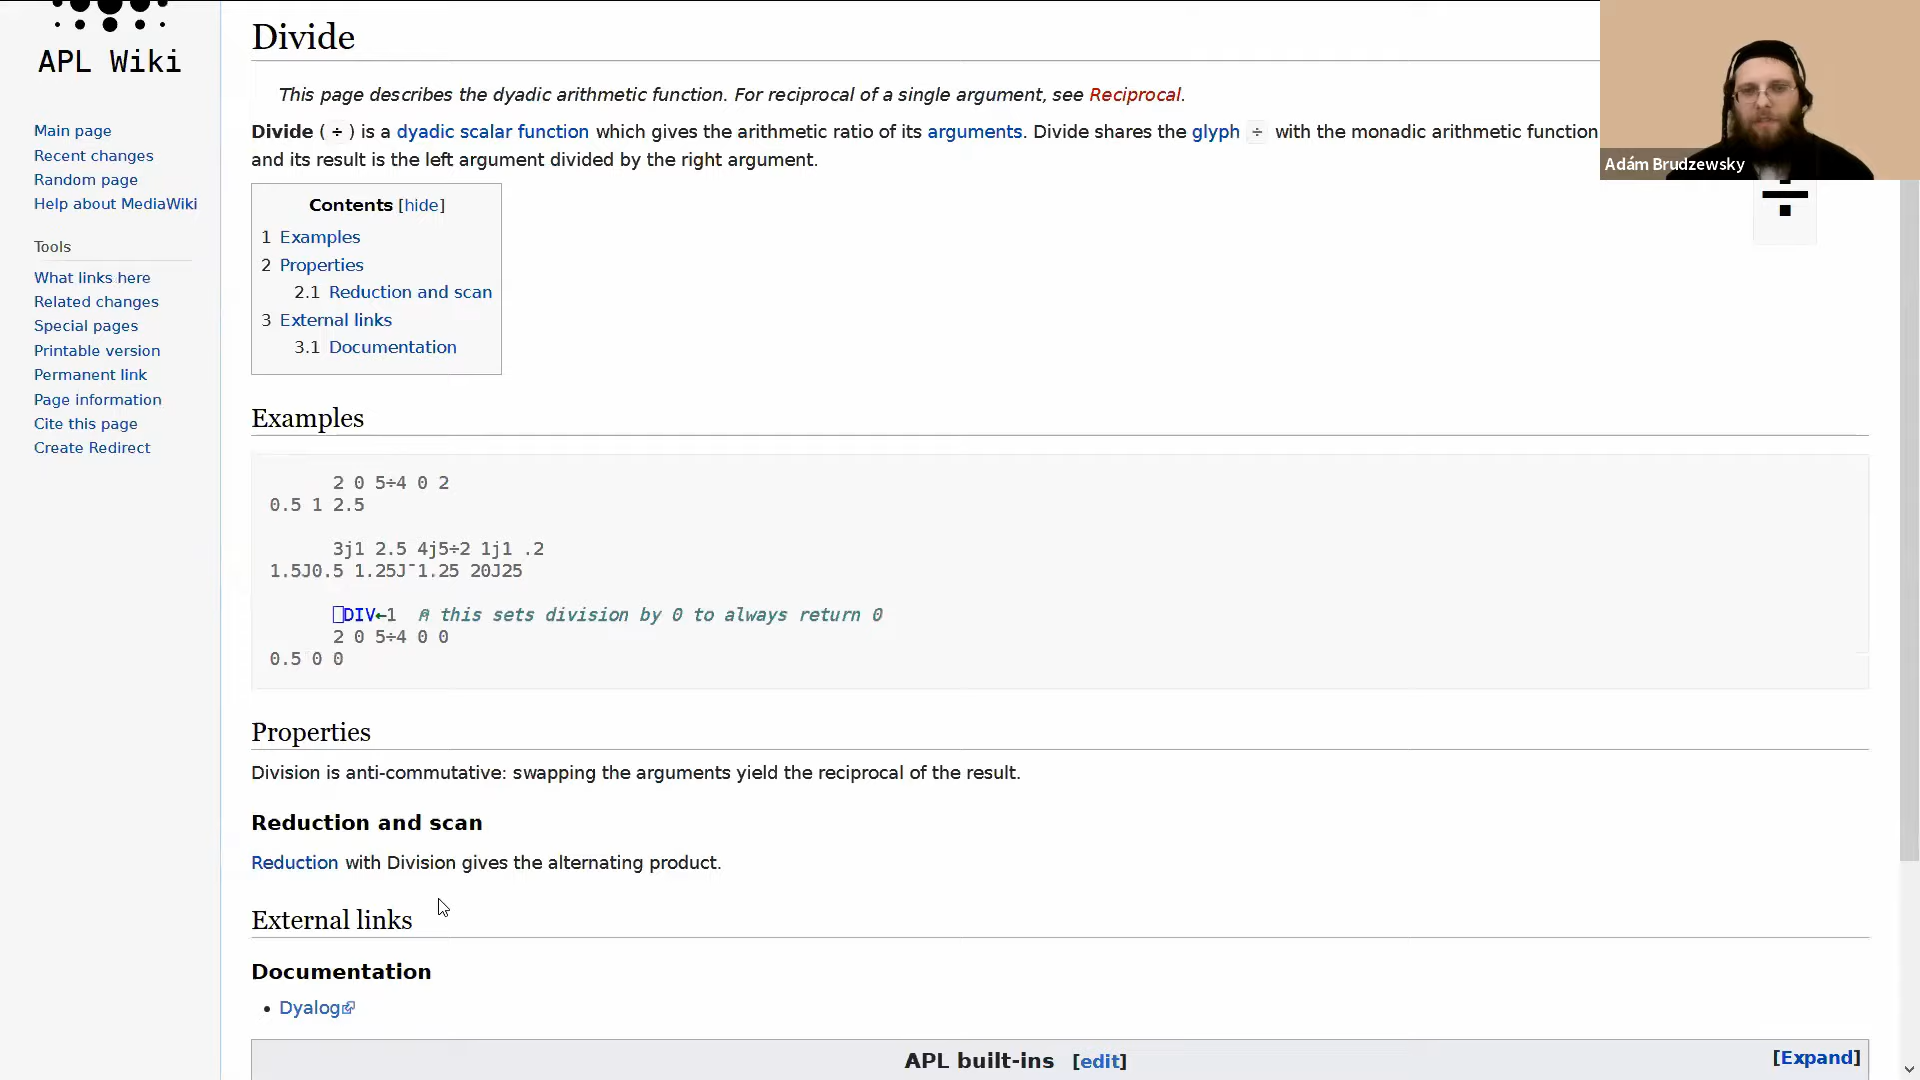 APL Wiki
Main page
Recent changes
Random page
Help about MediaWiki
Tools
What links here
Related changes
Special pages
Printable version
Permanent link
Page information
Cite this page
Create Redirect
Divide
This page describes the dyadic arithmetic function. For reciprocal of a single argument, see Reciprocal.
Divide ( ÷ ) is a dyadic scalar function which gives the arithmetic ratio of its arguments. Divide shares the glyph ÷ with the monadic arithmetic function
and its result is the left argument divided by the right argument.
Adám Brudzewsky
÷
Contents [hide]
1 Examples
2 Properties
2.1 Reduction and scan
3 External links
3.1 Documentation
Examples
2 0 5÷4 0 2
0.5 1 2.5
3j1 2.5 4j5÷2 1j1 .2
1.5J0.5 1.25J¯1.25 20J25
⎕DIV←1 ⍝ this sets division by 0 to always return 0
2 0 5÷4 0 0
0.5 0 0
Properties
Division is anti-commutative: swapping the arguments yield the reciprocal of the result.
Reduction and scan
Reduction with Division gives the alternating product.
External links
Documentation
• Dyalog
APL built-ins [edit]
[Expand]